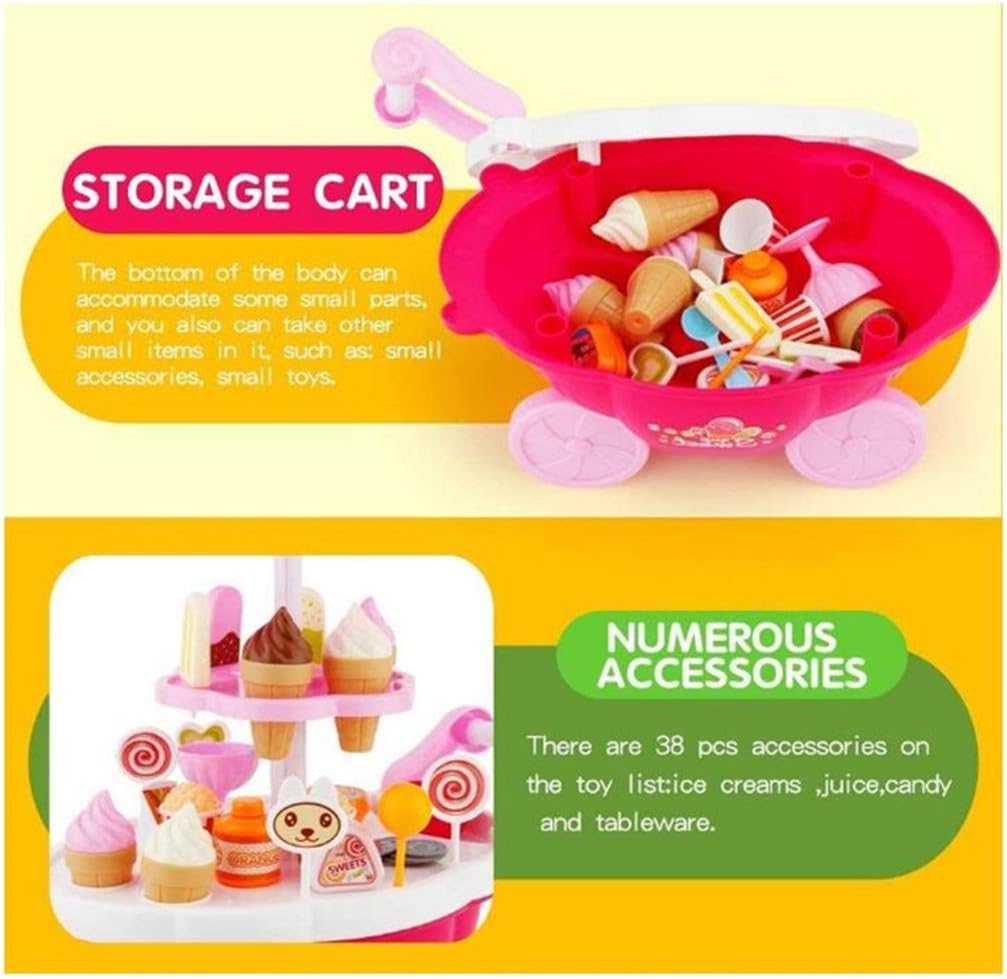 STORAGE CART
The bottom of the body can
accommodate some small parts,
and you also can take other
small items in it, such as: small
accessories, small toys.
NUMEROUS
ACCESSORIES
There are 38 pcs accessories on
the toy list:ice creams ,juice,candy
and tableware.
ORANGE
SWEETS